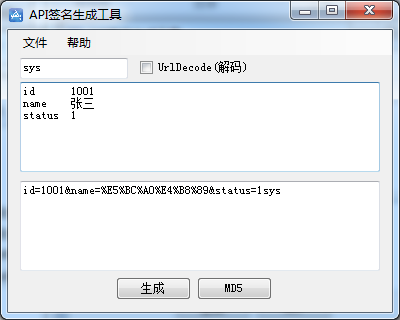 API签名生成工具
文件 帮助
sys UrlDecode(解码)
id 1001
name 张三
status 1
id=1001&name=%E5%BC%A0%E4%B8%89&status=1sys
生成 MD5